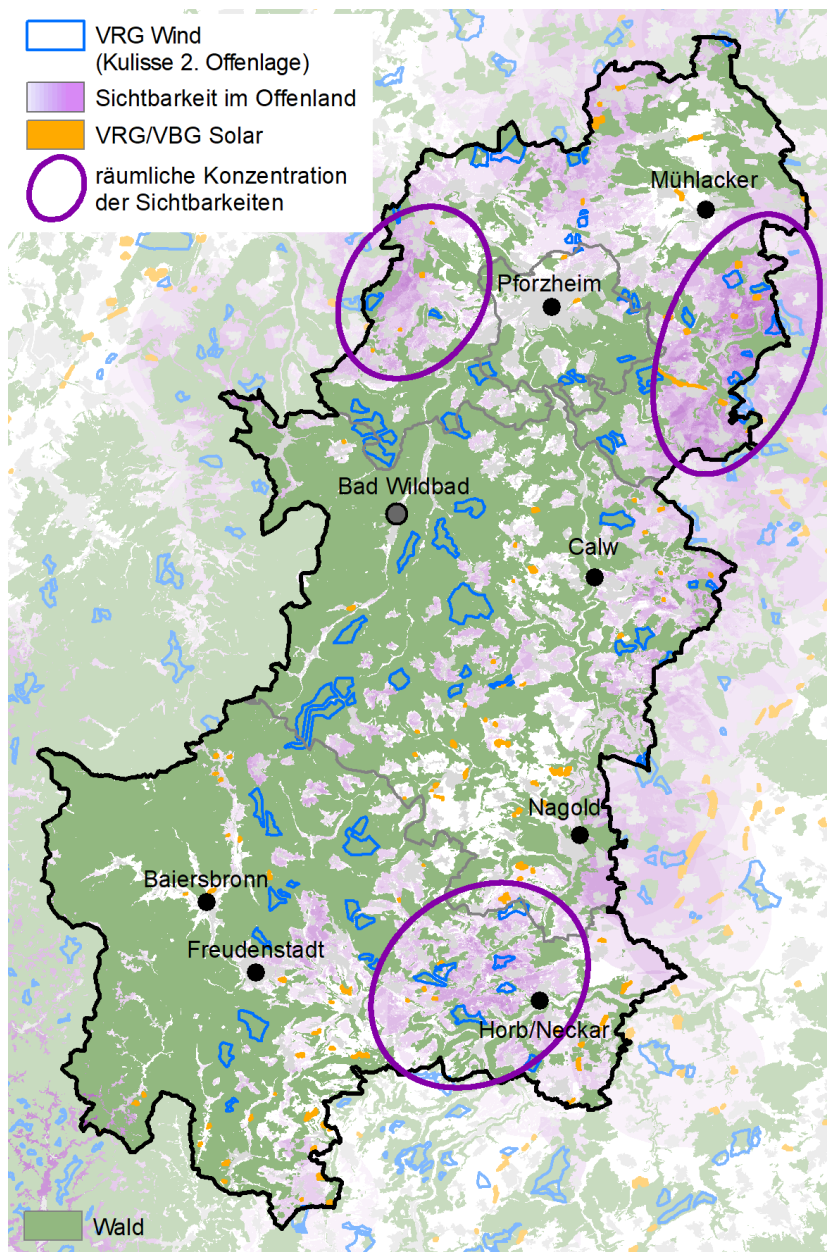 VRG Wind
(Kulisse 2. Offenlage)
Sichtbarkeit im Offenland
VRG/VBG Solar
räumliche Konzentration
der Sichtbarkeiten
Mühlacker
Pforzheim
Bad Wildbad
Calw
Nagold
Baiersbronn
Freudenstadt
Horb/Neckar
Wald